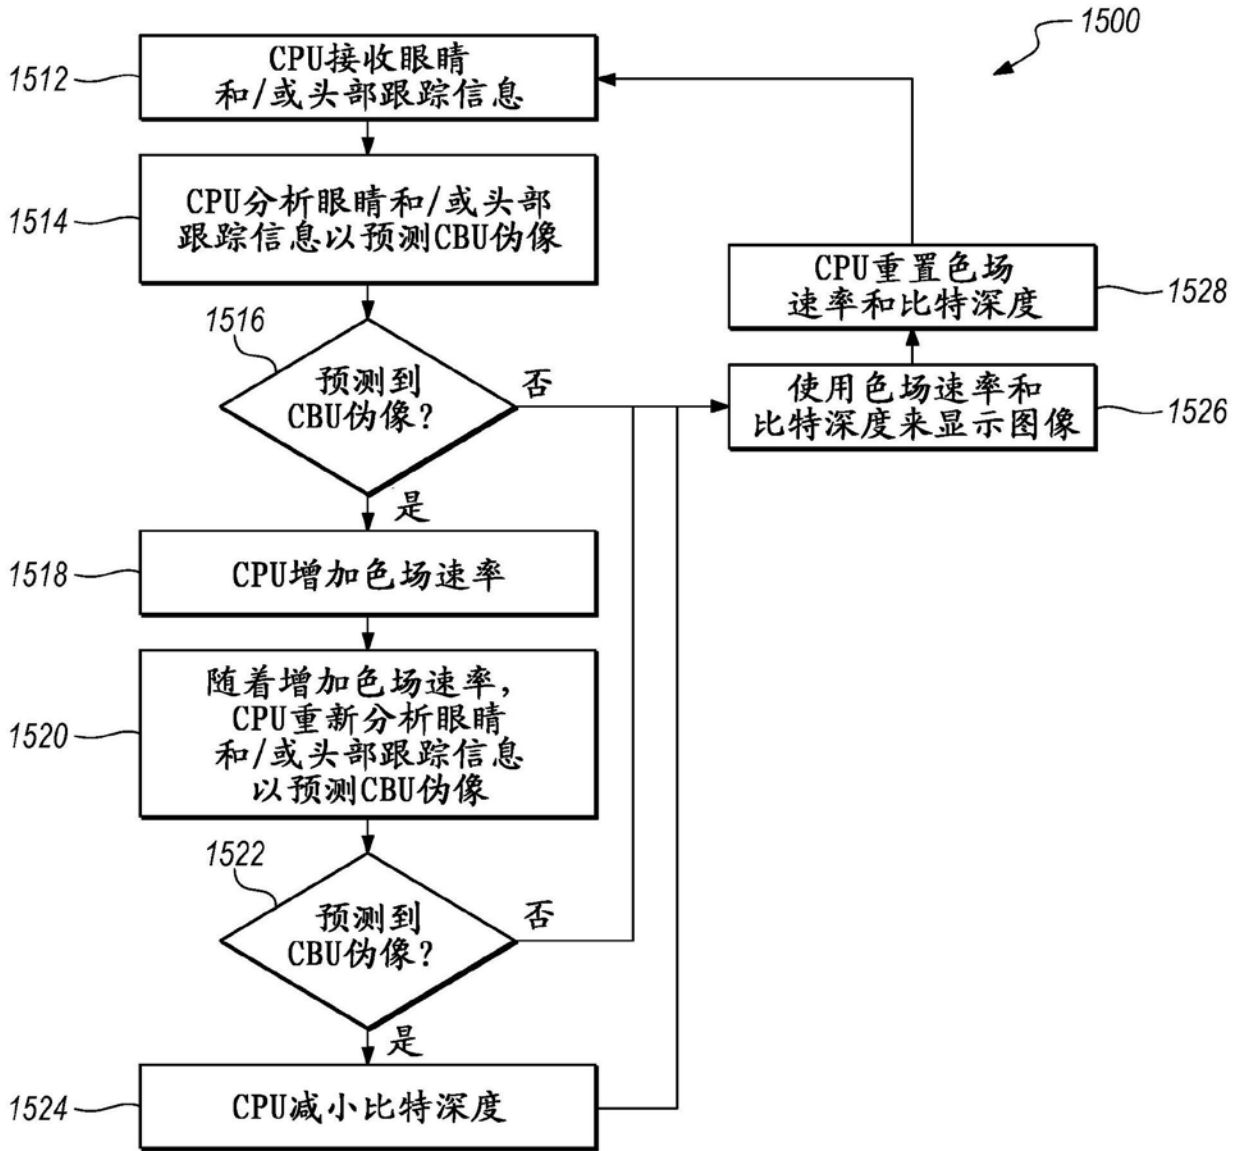 1500
1512
CPU接收眼睛
和/或头部跟踪信息
1514
CPU分析眼睛和/或头部
跟踪信息以预测CBU伪像
1516
预测到
CBU伪像?
否
是
1518
CPU增加色场速率
1520
随着增加色场速率,
CPU重新分析眼睛
和/或头部跟踪信息
以预测CBU伪像
1522
预测到
CBU伪像?
否
是
1524
CPU减小比特深度
使用色场速率和
比特深度来显示图像
1526
CPU重置色场
速率和比特深度
1528